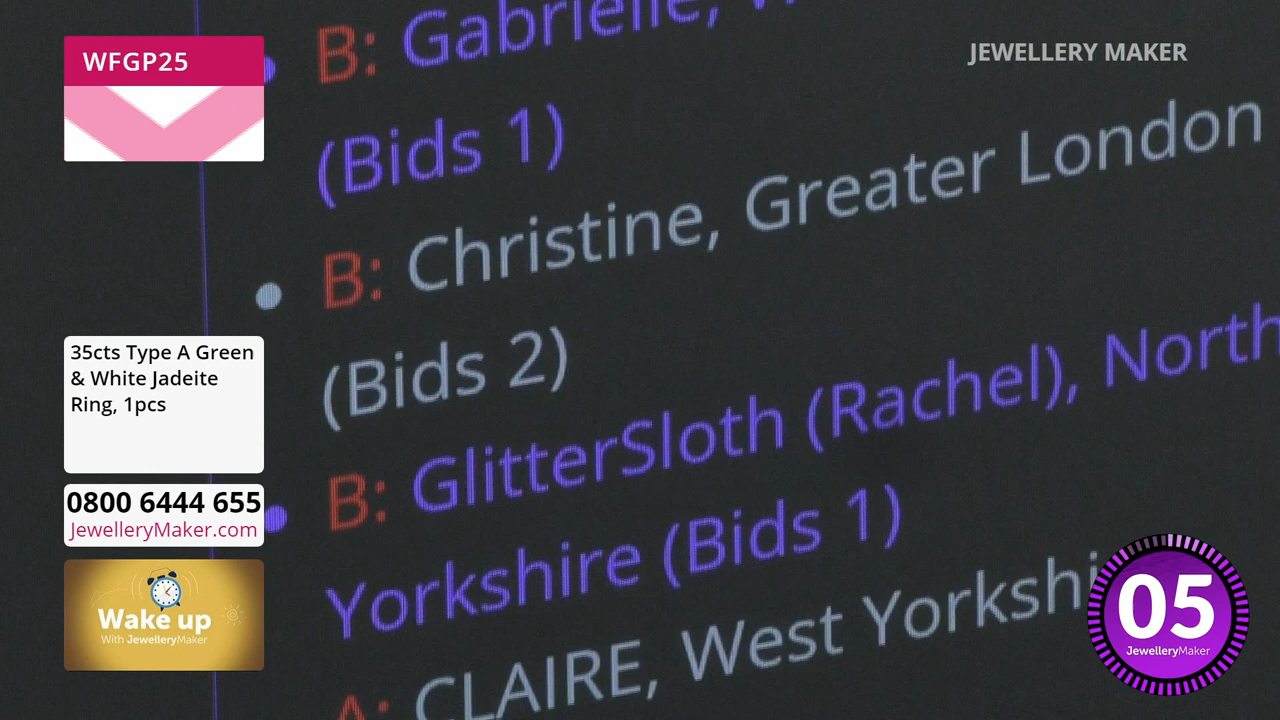 WFGP25
JEWELLERY MAKER
B: Gabrielle,
(Bids 1)
B: Christine, Greater London
(Bids 2)
B: GlitterSloth (Rachel), North
Yorkshire (Bids 1)
A: CLAIRE, West Yorkshi
35cts Type A Green
& White Jadeite
Ring, 1pcs
0800 6444 655
JewelleryMaker.com
Wake up
With JewelleryMaker
05
JewelleryMaker